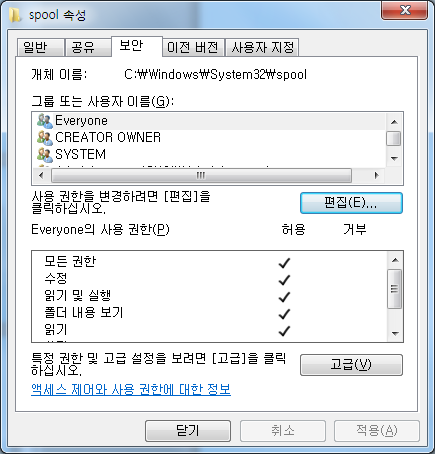 spool 속성
일반 공유 보안 이전 버전 사용자 지정
개체 이름: C:₩Windows₩System32₩spool
그룹 또는 사용자 이름(G):
Everyone
CREATOR OWNER
SYSTEM
사용 권한을 변경하려면 [편집]을
클릭하십시오.
편집(E)...
Everyone의 사용 권한(P) 허용 거부
모든 권한
수정
읽기 및 실행
폴더 내용 보기
읽기
특정 권한 및 고급 설정을 보려면 [고급]을 클릭
하십시오.
고급(V)
액세스 제어와 사용 권한에 대한 정보
닫기 취소 적용(A)